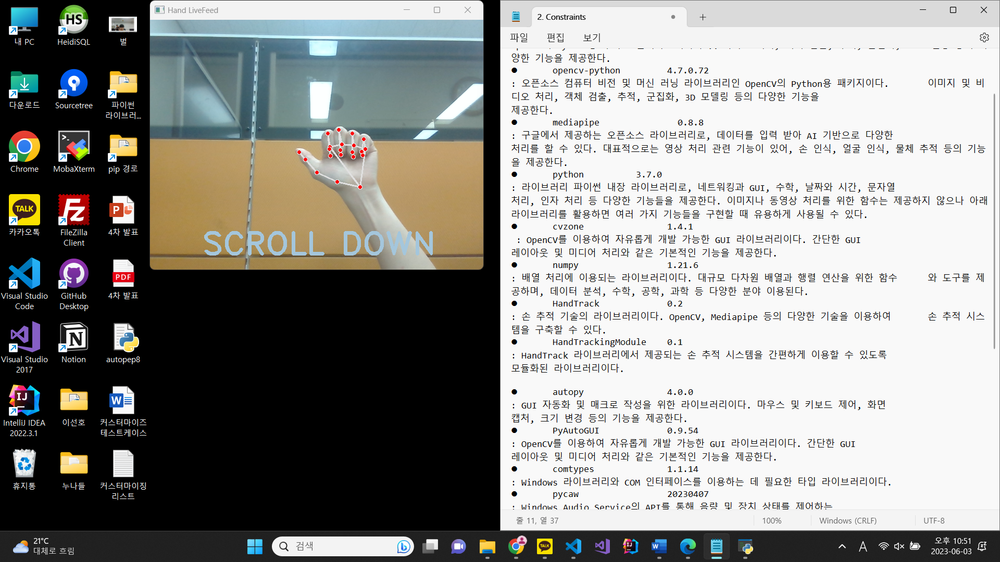 내 PC
HeidiSQL
벌
다운로드
Sourcetree
파이썬
라이브러...
Chrome
MobaXterm
pip 경로
TALK
카카오톡
FileZilla
Client
4차 발표
Visual Studio
Code
GitHub
Desktop
PDF
4차 발표
Visual Studio
2017
Notion
autopep8
IntelliJ IDEA
2022.3.1
이선호
커스터마이즈
테스트케이스
휴지통
누나들
커스터마이징
리스트
Hand LiveFeed
SCROLL DOWN
2. Constraints
파일 편집 보기
양한 기능을 제공한다.
● opencv-python 4.7.0.72
: 오픈소스 컴퓨터 비전 및 머신 러닝 라이브러리인 OpenCV의 Python용 패키지이다. 이미지 및 비
디오 처리, 객체 검출, 추적, 군집화, 3D 모델링 등의 다양한 기능을
제공한다.
● mediapipe 0.8.8
: 구글에서 제공하는 오픈소스 라이브러리로, 데이터를 입력 받아 AI 기반으로 다양한
처리를 할 수 있다. 대표적으로는 영상 처리 관련 기능이 있어, 손 인식, 얼굴 인식, 물체 추적 등의 기능
을 제공한다.
● python 3.7.0
: 라이브러리 파이썬 내장 라이브러리로, 네트워킹과 GUI, 수학, 날짜와 시간, 문자열
처리, 인자 처리 등 다양한 기능들을 제공한다. 이미지나 동영상 처리를 위한 함수는 제공하지 않으나 아래
라이브러리를 활용하면 여러 가지 기능들을 구현할 때 유용하게 사용될 수 있다.
● cvzone 1.4.1
: OpenCV를 이용하여 자유롭게 개발 가능한 GUI 라이브러리이다. 간단한 GUI
레이아웃 및 미디어 처리와 같은 기본적인 기능을 제공한다.
● numpy 1.21.6
: 배열 처리에 이용되는 라이브러리이다. 대규모 다차원 배열과 행렬 연산을 위한 함수 와 도구를 제
공하며, 데이터 분석, 수학, 공학, 과학 등 다양한 분야 이용된다.
● HandTrack 0.2
: 손 추적 기술의 라이브러리이다. OpenCV, Mediapipe 등의 다양한 기술을 이용하여 손 추적 시스
템을 구축할 수 있다.
● HandTrackingModule 0.1
: HandTrack 라이브러리에서 제공되는 손 추적 시스템을 간편하게 이용할 수 있도록
모듈화된 라이브러리이다.
● autopy 4.0.0
: GUI 자동화 및 매크로 작성을 위한 라이브러리이다. 마우스 및 키보드 제어, 화면
캡처, 크기 변경 등의 기능을 제공한다.
● PyAutoGUI 0.9.54
: OpenCV를 이용하여 자유롭게 개발 가능한 GUI 라이브러리이다. 간단한 GUI
레이아웃 및 미디어 처리와 같은 기본적인 기능을 제공한다.
● comtypes 1.1.14
: Windows 라이브러리와 COM 인터페이스를 이용하는 데 필요한 타입 라이브러리이다.
● pycaw 20230407
: Windows Audio Service의 API를 통해 음량 및 장치 상태를 제어하는
줄 11, 열 37 100% Windows (CRLF) UTF-8
21°C
대체로 흐림
검색
A
오후 10:51
2023-06-03